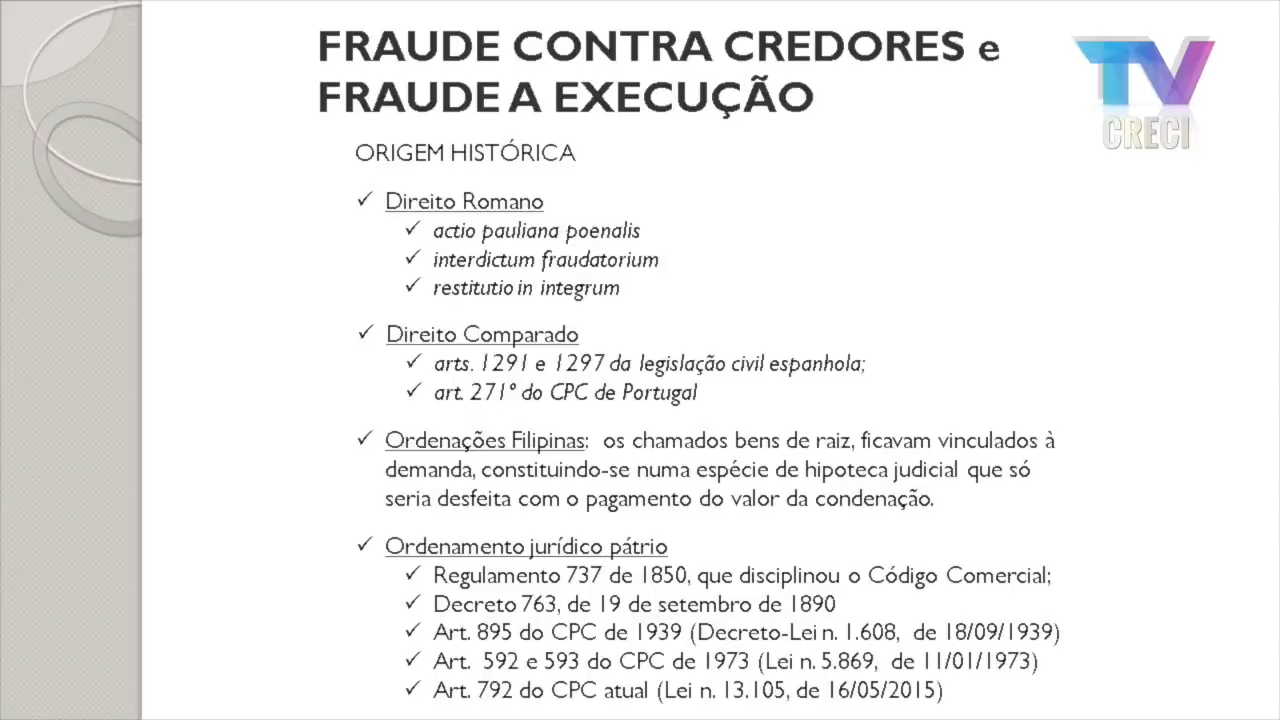 FRAUDE CONTRA CREDORES e
FRAUDE A EXECUÇÃO
TV
CRECI
ORIGEM HISTÓRICA
✓ Direito Romano
✓ actio pauliana poenalis
✓ interdictum fraudatorium
✓ restitutio in integrum
✓ Direito Comparado
✓ arts. 1291 e 1297 da legislação civil espanhola;
✓ art. 271º do CPC de Portugal
✓ Ordenações Filipinas: os chamados bens de raiz, ficavam vinculados à
demanda, constituindo-se numa espécie de hipoteca judicial que só
seria desfeita com o pagamento do valor da condenação.
✓ Ordenamento jurídico pátrio
✓ Regulamento 737 de 1850, que disciplinou o Código Comercial;
✓ Decreto 763, de 19 de setembro de 1890
✓ Art. 895 do CPC de 1939 (Decreto-Lei n. 1.608, de 18/09/1939)
✓ Art. 592 e 593 do CPC de 1973 (Lei n. 5.869, de 11/01/1973)
✓ Art. 792 do CPC atual (Lei n. 13.105, de 16/05/2015)